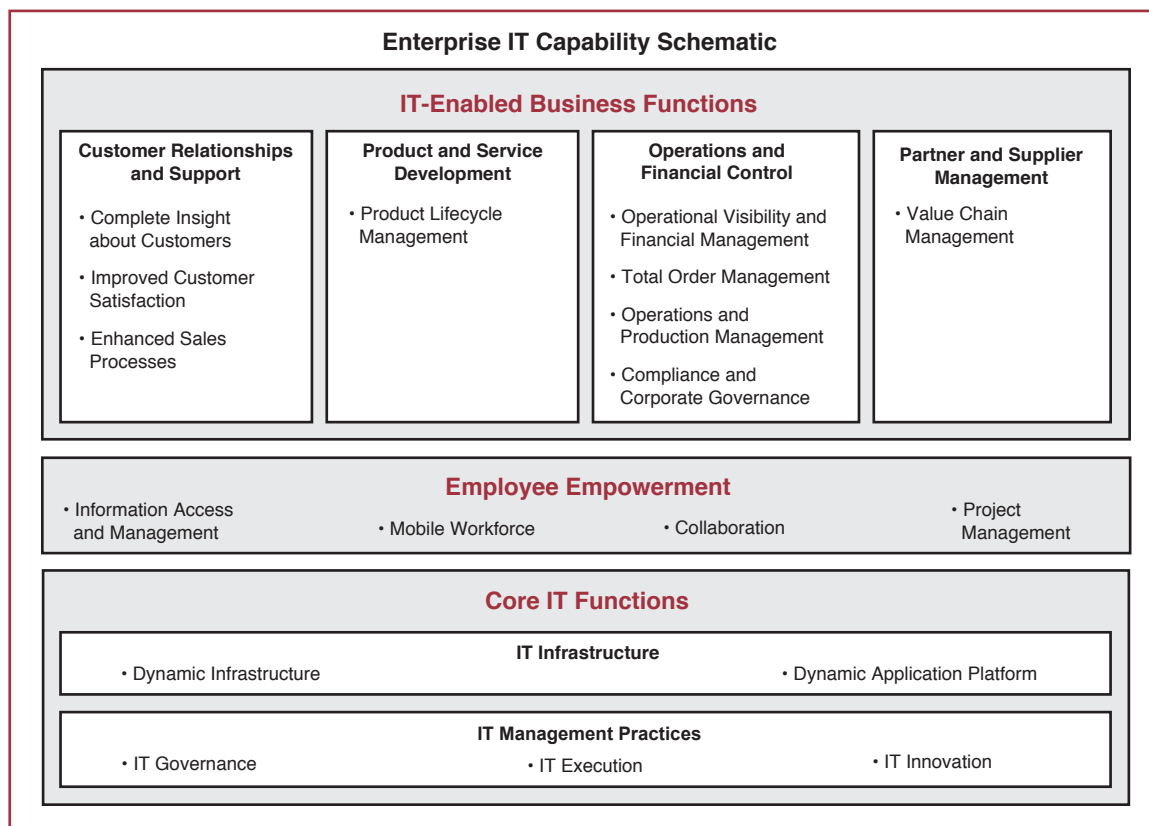 Enterprise IT Capability Schematic
IT-Enabled Business Functions
Customer Relationships
and Support
• Complete Insight
about Customers
• Improved Customer
Satisfaction
• Enhanced Sales
Processes
Product and Service
Development
• Product Lifecycle
Management
Operations and
Financial Control
• Operational Visibility and
Financial Management
• Total Order Management
• Operations and
Production Management
• Compliance and
Corporate Governance
Partner and Supplier
Management
• Value Chain
Management
Employee Empowerment
• Information Access
and Management
• Mobile Workforce
• Collaboration
• Project
Management
Core IT Functions
IT Infrastructure
• Dynamic Infrastructure
• Dynamic Application Platform
IT Management Practices
• IT Governance
• IT Execution
• IT Innovation